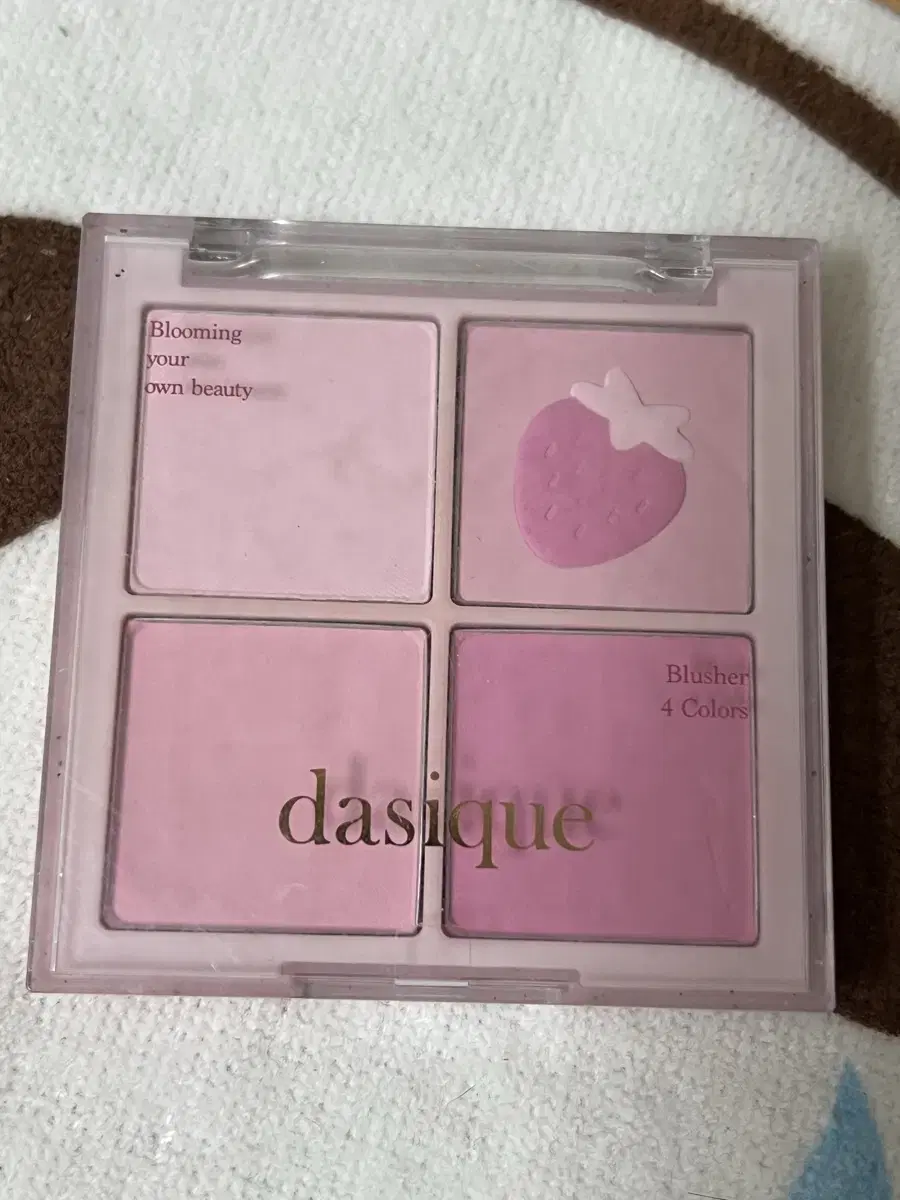 Blooming
your
own beauty
Blusher
4 Colors
dasique